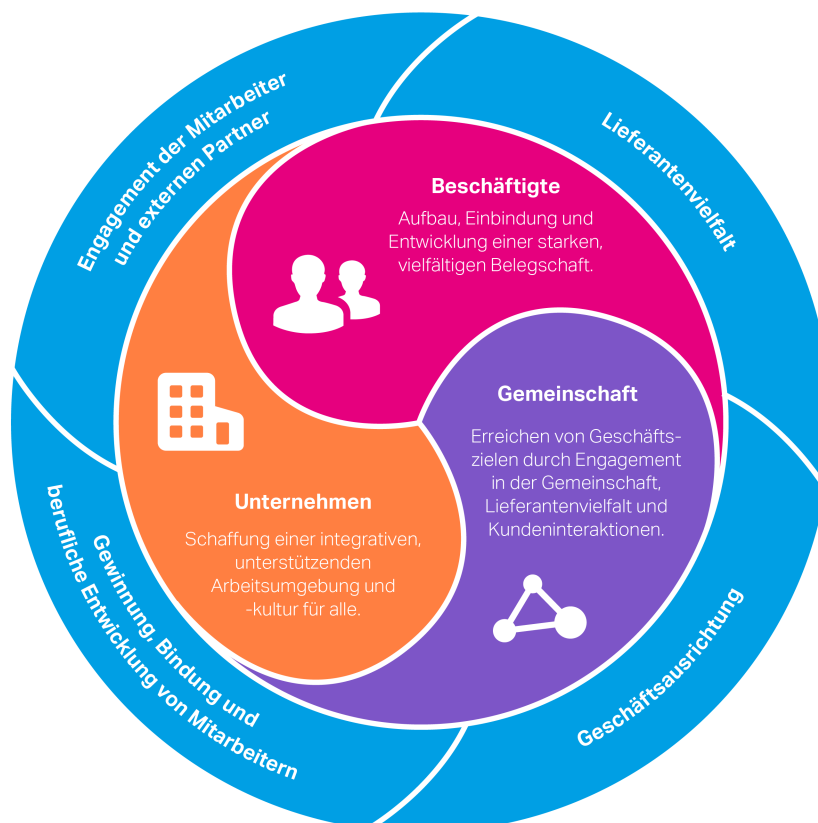 Engagement der Mitarbeiter
und externen Partner
Lieferantenvielfalt
Beschäftigte
Aufbau, Einbindung und
Entwicklung einer starken,
vielfältigen Belegschaft.
Gemeinschaft
Erreichen von Geschäfts-
zielen durch Engagement
in der Gemeinschaft,
Lieferantenvielfalt und
Kundeninteraktionen.
Unternehmen
Schaffung einer integrativen,
unterstützenden
Arbeitsumgebung und
-kultur für alle.
Gewinnung, Bindung und
berufliche Entwicklung von Mitarbeitern
Geschäftsausrichtung